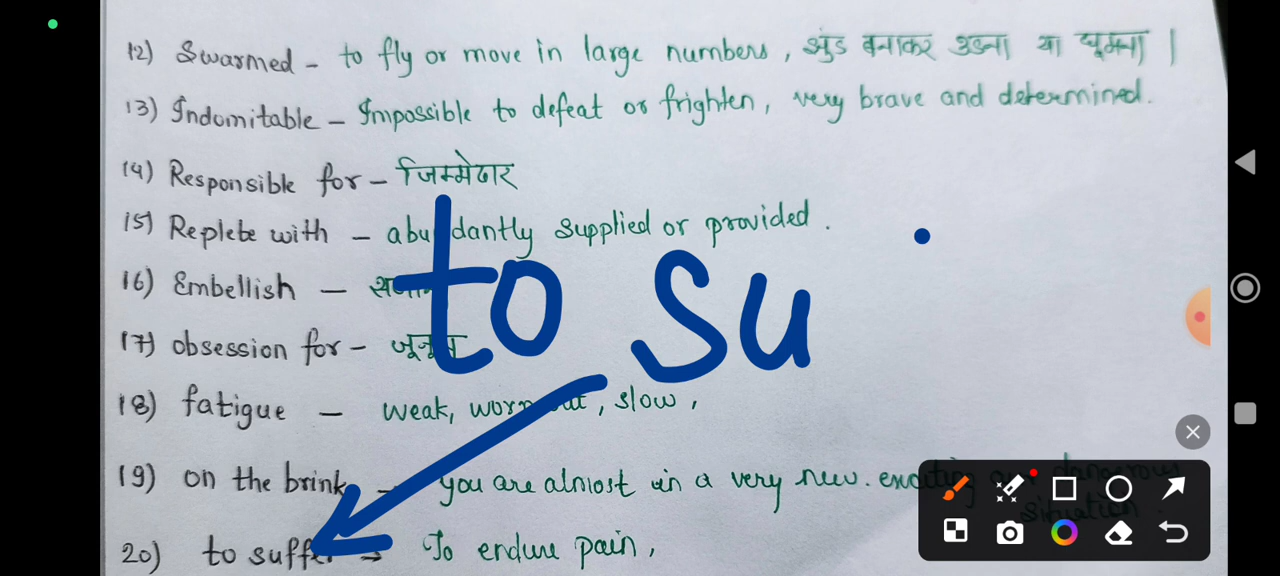 12) Swarmed - to fly or move in large numbers, झुंड बनाकर उडना या घूमना |
13) Indomitable - Impossible to defeat or frighten, very brave and determined.
14) Responsible for - जिम्मेदार
15) Replete with - abundantly supplied or provided.
16) Embellish -
to su
17) obsession for -
18) fatigue - weak, worn out, slow,
19) on the brink - you are almost in a very new. exciting dangerous
situation
20) to suffer → To endure pain,